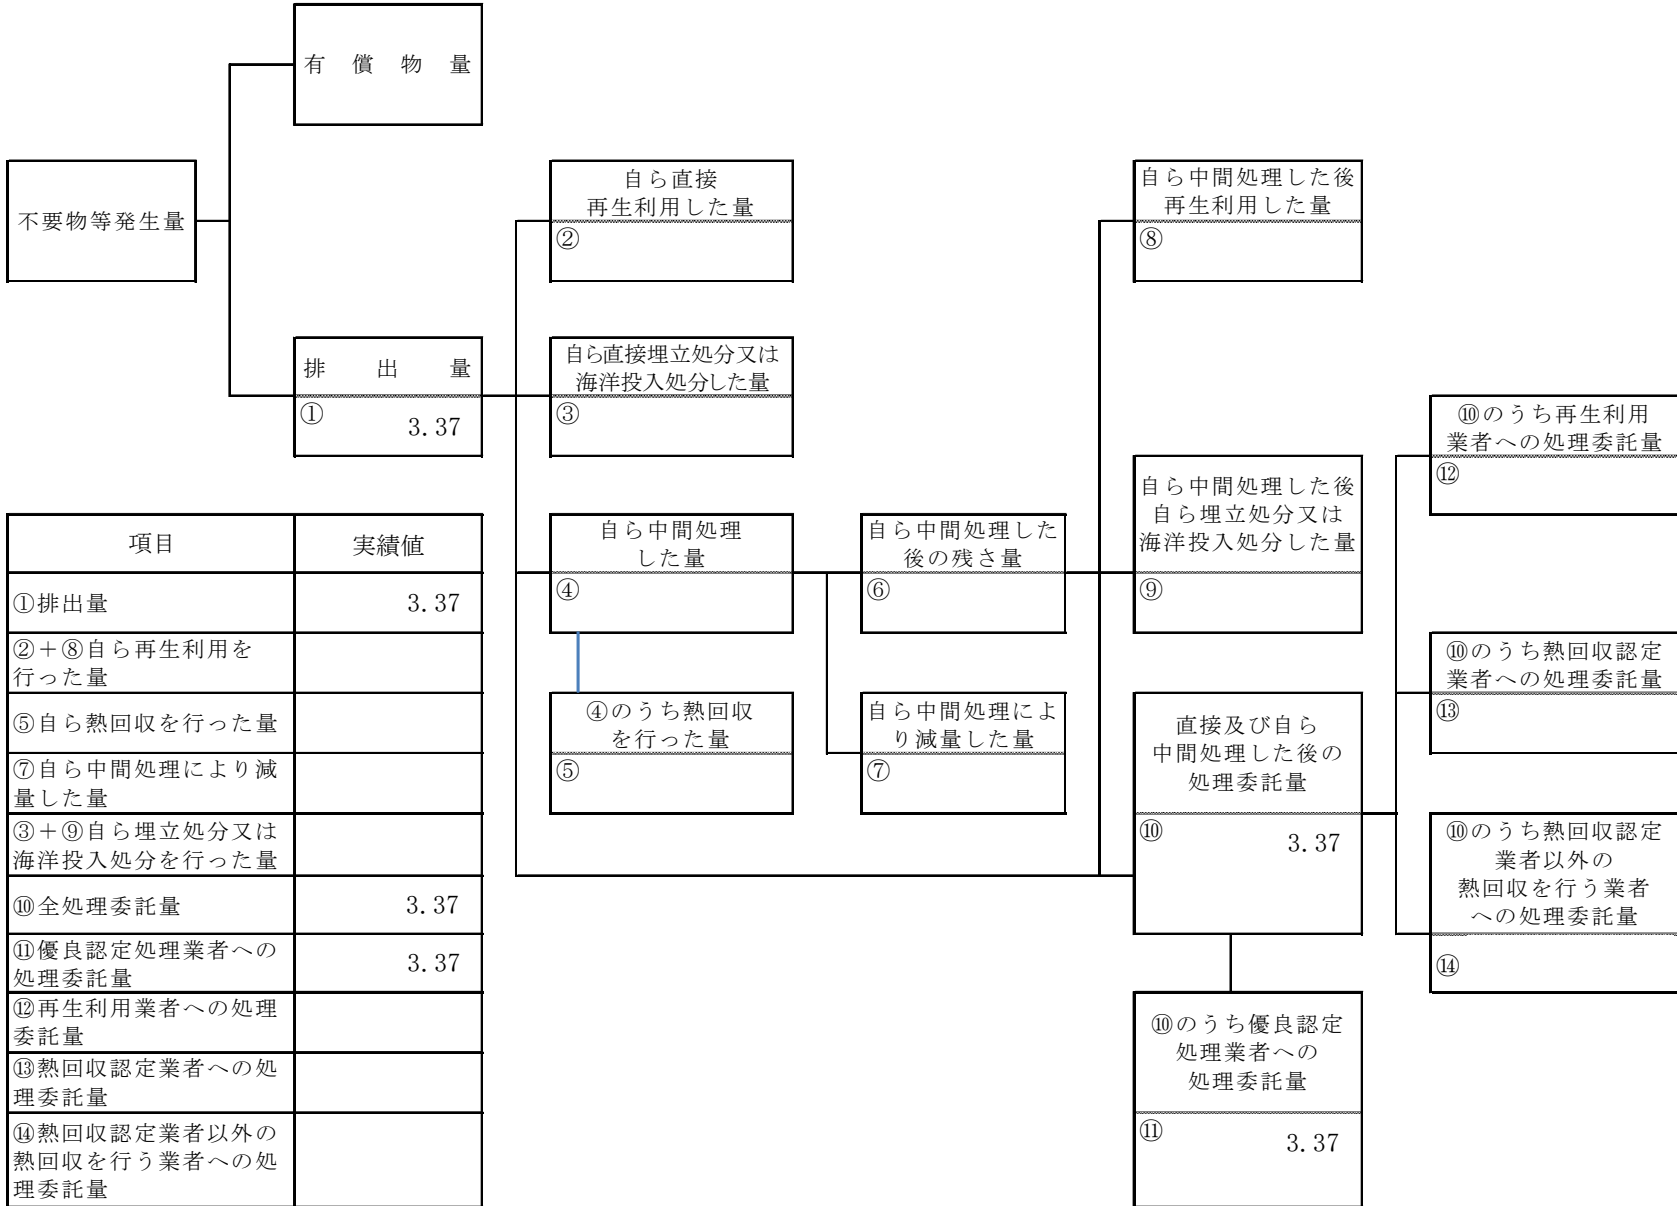 有償物量
不要物等発生量
排出量
① 3.37
自ら直接
再生利用した量
②
自ら直接埋立処分又は
海洋投入処分した量
③
自ら中間処理
した量
④
④のうち熱回収
を行った量
⑤
自ら中間処理した
後の残さ量
⑥
自ら中間処理によ
り減量した量
⑦
自ら中間処理した後
再生利用した量
⑧
自ら中間処理した後
自ら埋立処分又は
海洋投入処分した量
⑨
直接及び自ら
中間処理した後の
処理委託量
⑩ 3.37
⑩のうち優良認定
処理業者への
処理委託量
⑪ 3.37
⑩のうち再生利用
業者への処理委託量
⑫
⑩のうち熱回収認定
業者への処理委託量
⑬
⑩のうち熱回収認定
業者以外の
熱回収を行う業者
への処理委託量
⑭
項目 実績値
①排出量 3.37
②＋⑧自ら再生利用を
行った量
⑤自ら熱回収を行った量
⑦自ら中間処理により減
量した量
③＋⑨自ら埋立処分又は
海洋投入処分を行った量
⑩全処理委託量 3.37
⑪優良認定処理業者への
処理委託量 3.37
⑫再生利用業者への処理
委託量
⑬熱回収認定業者への処
理委託量
⑭熱回収認定業者以外の
熱回収を行う業者への処
理委託量